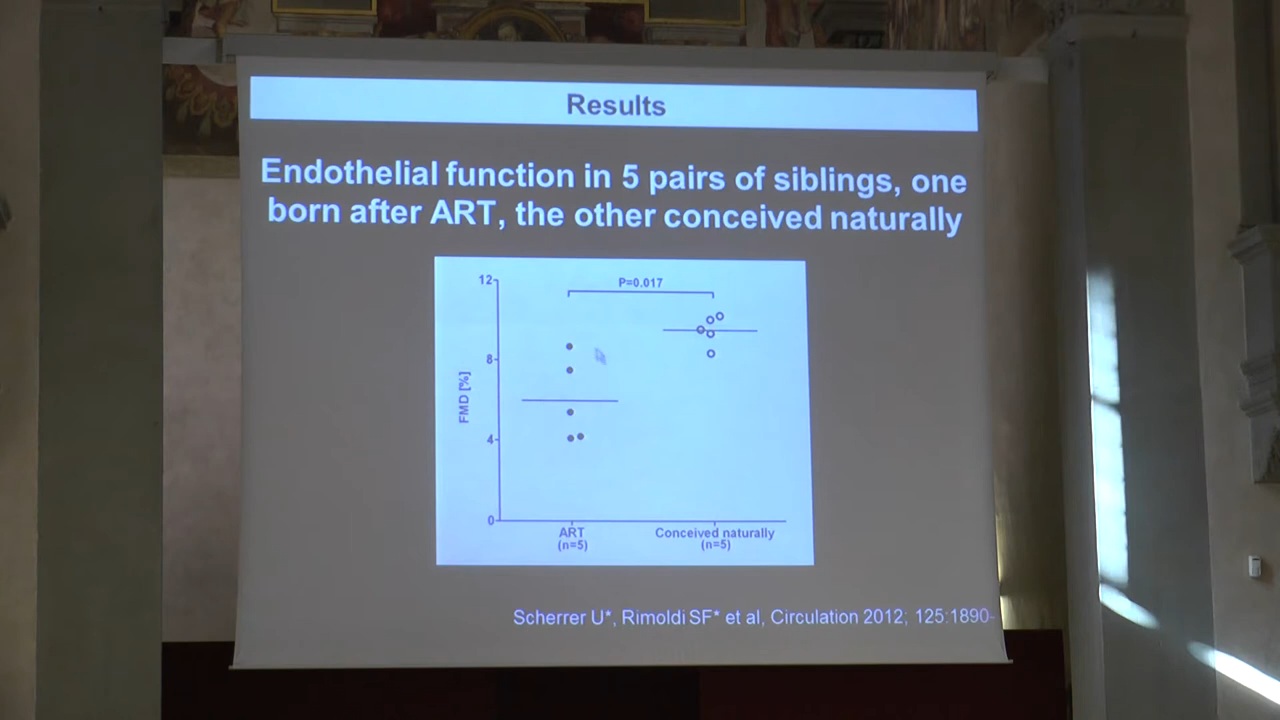 Results
Endothelial function in 5 pairs of siblings, one
born after ART, the other conceived naturally
12
P=0.017
8
FMD [%]
4
0
ART
(n=5)
Conceived naturally
(n=5)
Scherrer U*, Rimoldi SF* et al, Circulation 2012; 125:1890-